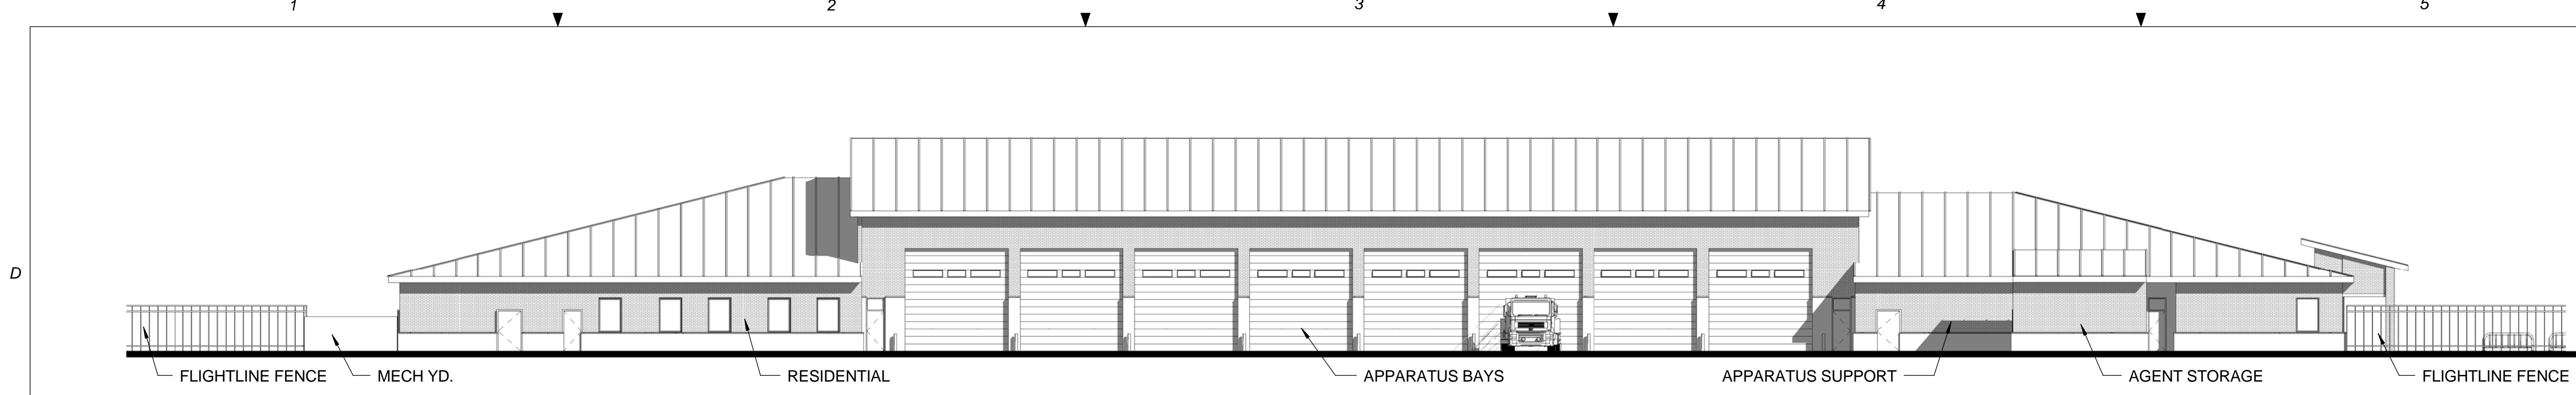 1 2 3 4 5
D
FLIGHTLINE FENCE MECH YD. RESIDENTIAL APPARATUS BAYS APPARATUS SUPPORT AGENT STORAGE FLIGHTLINE FENCE